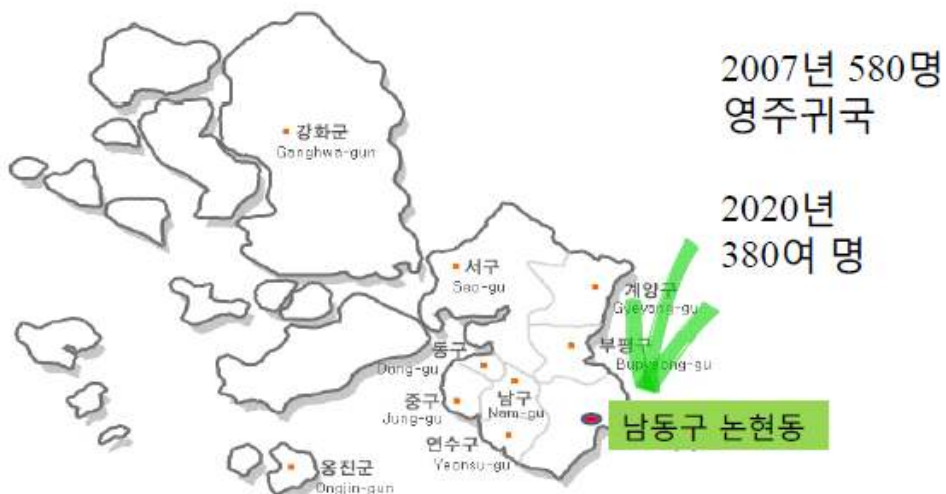 2007년 580명
영주귀국
강화군
Ganghwa-gun
2020년
380여 명
서구
Seo-gu
계양구
Gyeyang-gu
동구
Dong-gu
부평구
Bupyeong-gu
중구
Jung-gu
남구
Nam-gu
남동구 논현동
연수구
Yeonsu-gu
옹진군
Ongjin-gun